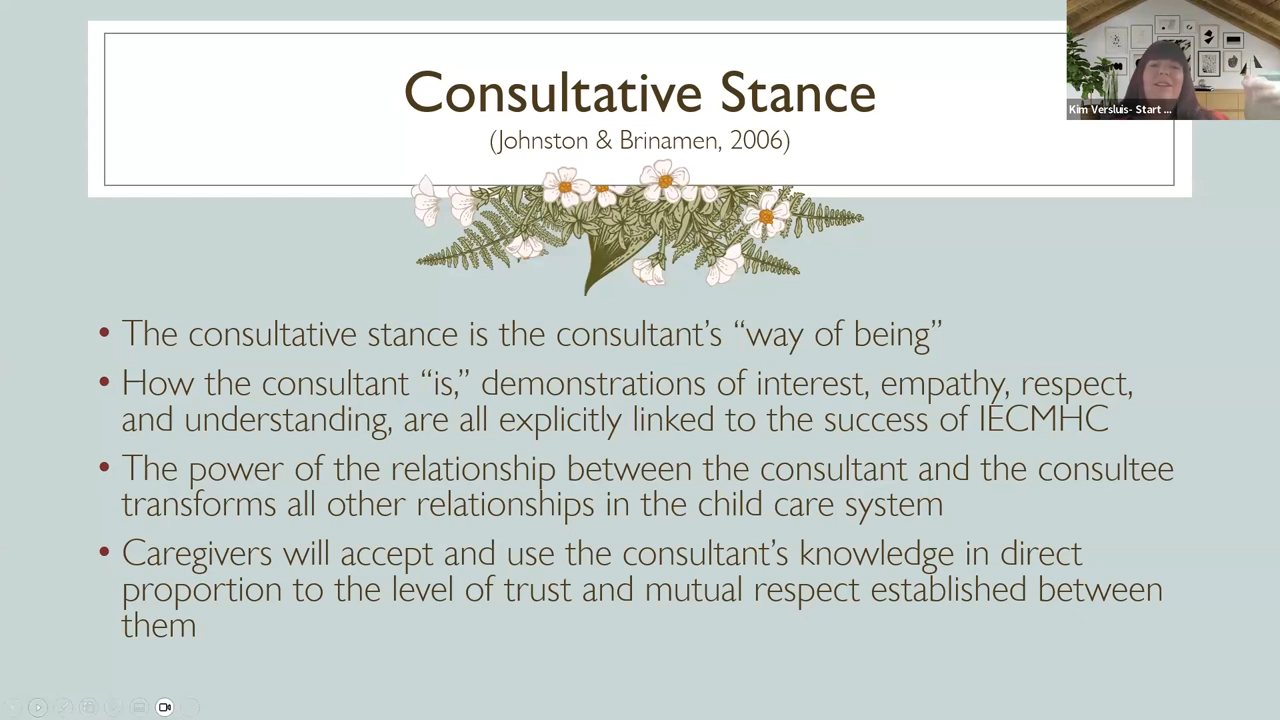 Consultative Stance
(Johnston & Brinamen, 2006)
Kim Versluis- Start ...
• The consultative stance is the consultant’s “way of being”
• How the consultant “is,” demonstrations of interest, empathy, respect,
and understanding, are all explicitly linked to the success of IECMHC
• The power of the relationship between the consultant and the consultee
transforms all other relationships in the child care system
• Caregivers will accept and use the consultant’s knowledge in direct
proportion to the level of trust and mutual respect established between
them